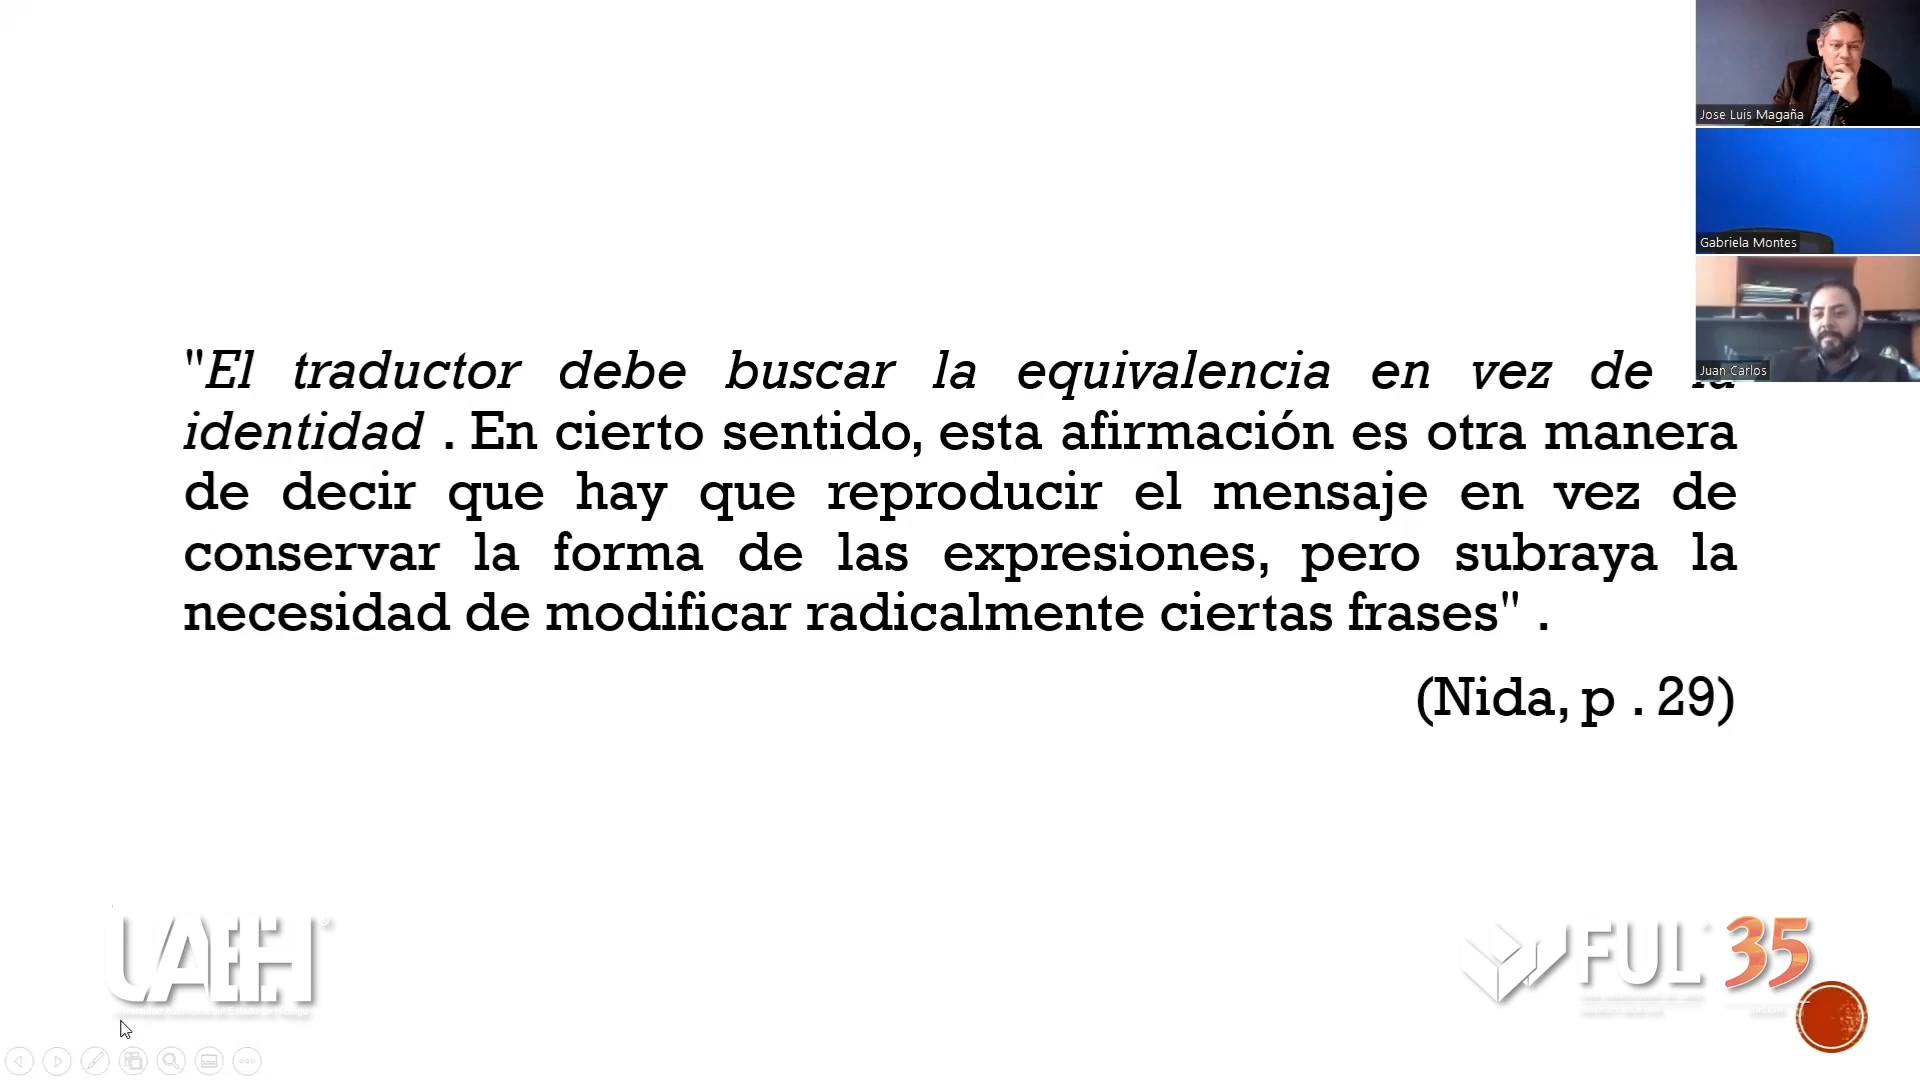 Jose Luis Magaña
Gabriela Montes
Juan Carlos
"El traductor debe buscar la equivalencia en vez de la
identidad . En cierto sentido, esta afirmación es otra manera
de decir que hay que reproducir el mensaje en vez de
conservar la forma de las expresiones, pero subraya la
necesidad de modificar radicalmente ciertas frases" .
(Nida, p . 29)
UAEH
FUL 35